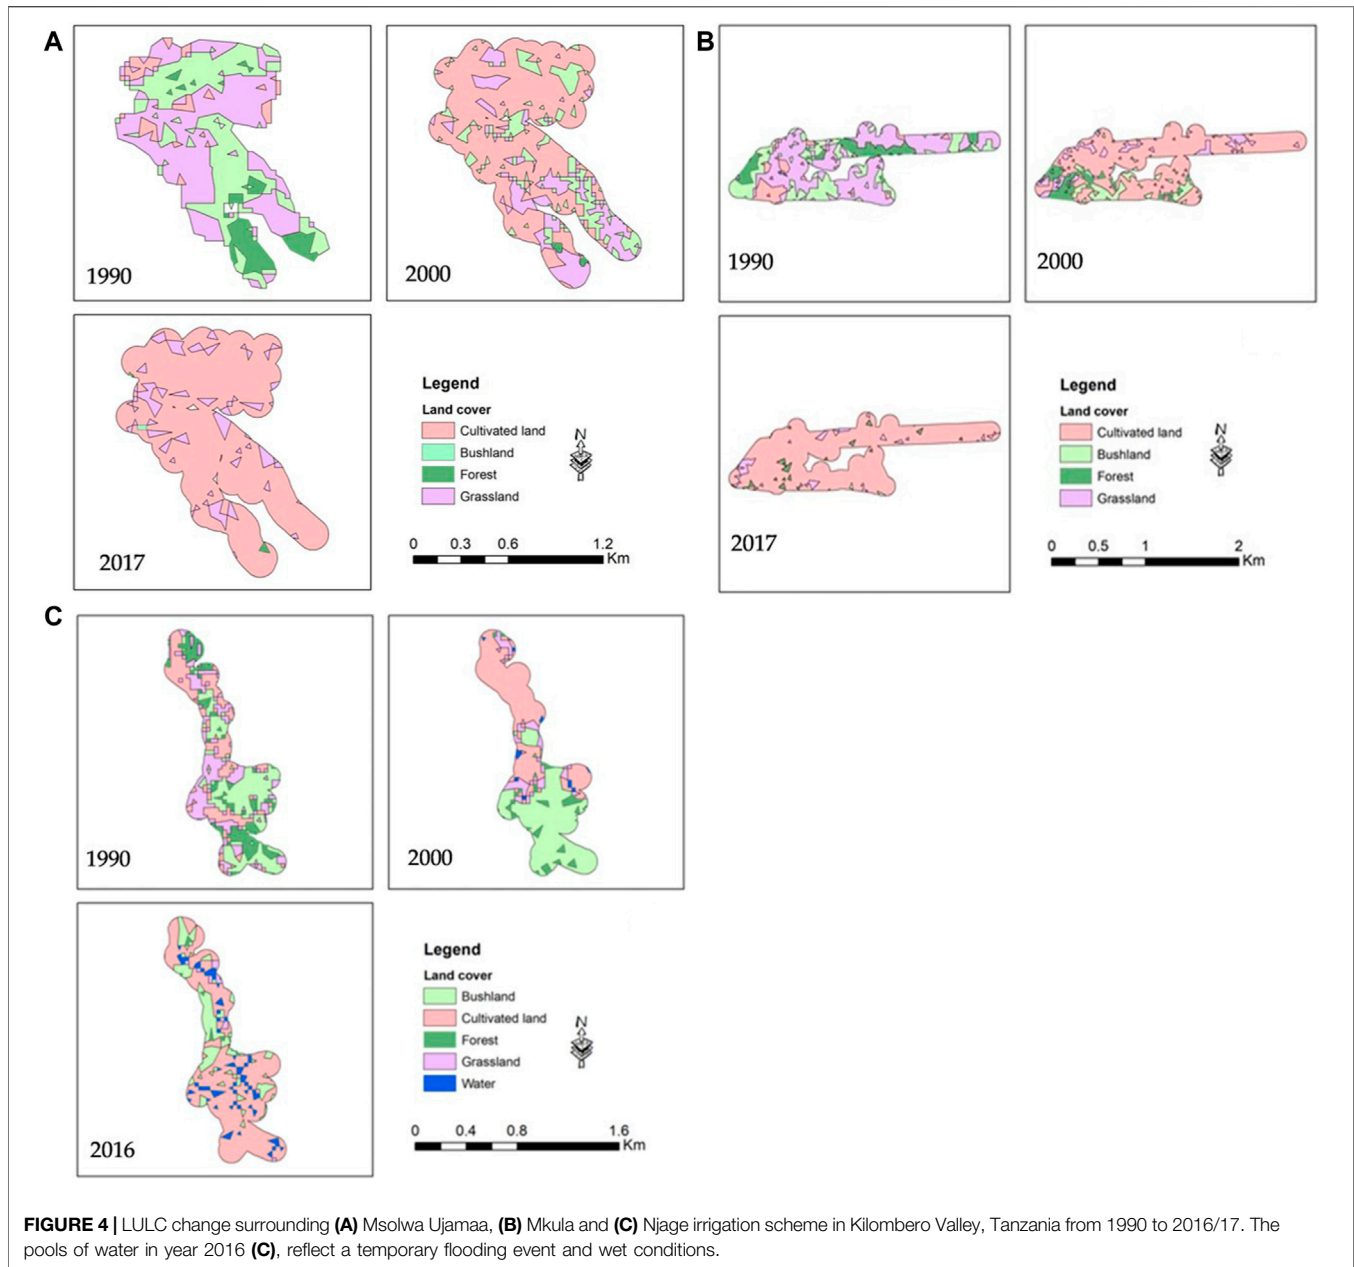 A
1990
2000
B
1990
2000
2017
Legend
Land cover
Cultivated land
Bushland
Forest
Grassland
N
0 0.3 0.6 1.2
Km
2017
Legend
Land cover
Cultivated land
Bushland
Forest
Grassland
N
0 0.5 1 2
Km
C
1990
2000
2016
Legend
Land cover
Bushland
Cultivated land
Forest
Grassland
Water
N
0 0.4 0.8 1.6
Km
FIGURE 4 | LULC change surrounding (A) Msolwa Ujamaa, (B) Mkula and (C) Njage irrigation scheme in Kilombero Valley, Tanzania from 1990 to 2016/17. The
pools of water in year 2016 (C), reflect a temporary flooding event and wet conditions.